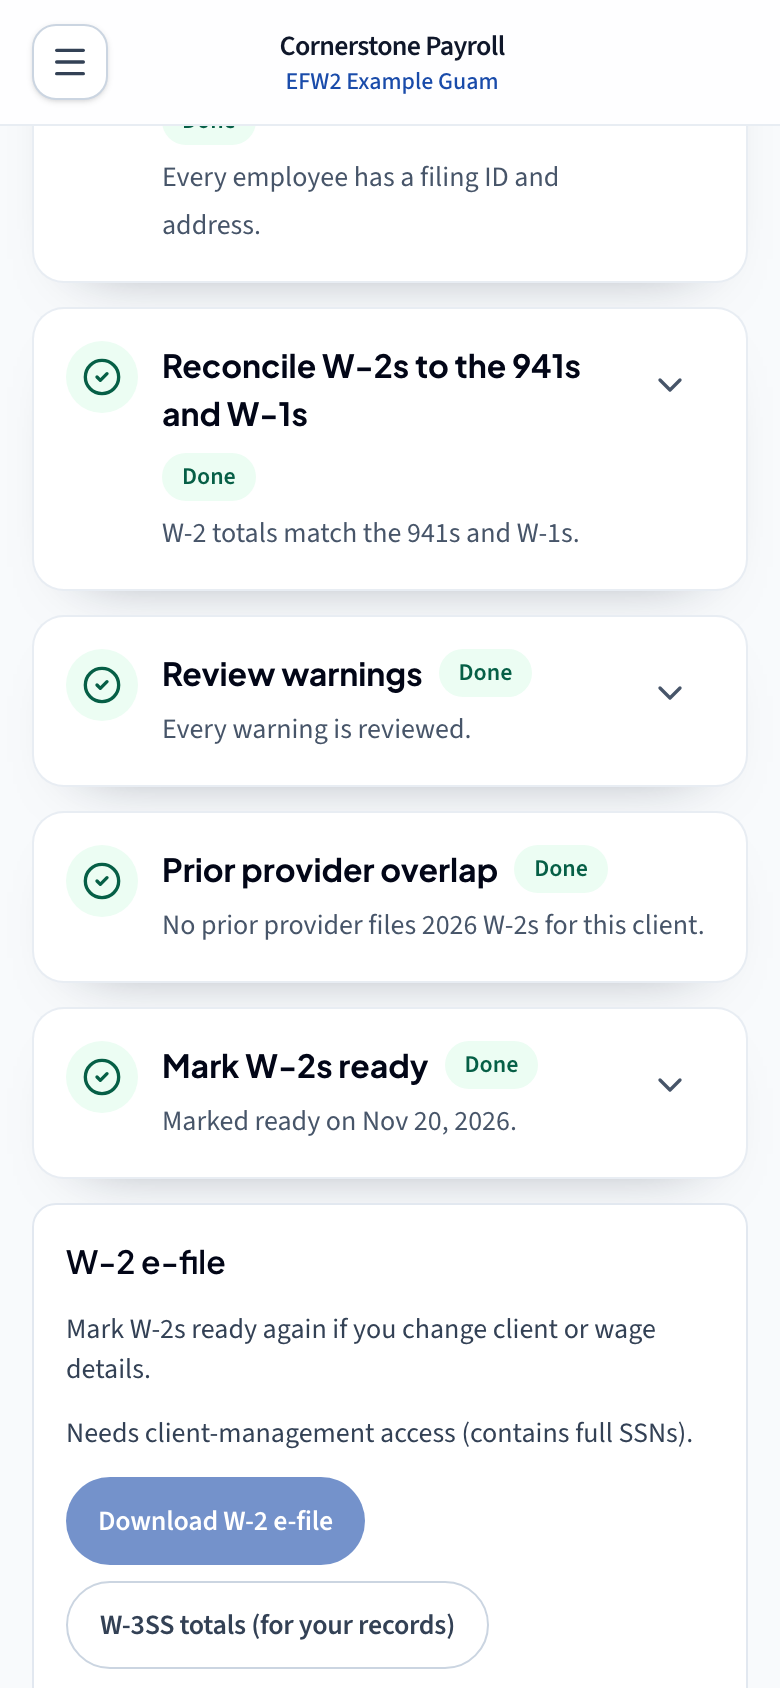 Cornerstone Payroll
EFW2 Example Guam
Done
Every employee has a filing ID and
address.
Reconcile W-2s to the 941s
and W-1s
Done
W-2 totals match the 941s and W-1s.
Review warnings
Done
Every warning is reviewed.
Prior provider overlap
Done
No prior provider files 2026 W-2s for this client.
Mark W-2s ready
Done
Marked ready on Nov 20, 2026.
W-2 e-file
Mark W-2s ready again if you change client or wage
details.
Needs client-management access (contains full SSNs).
Download W-2 e-file
W-3SS totals (for your records)